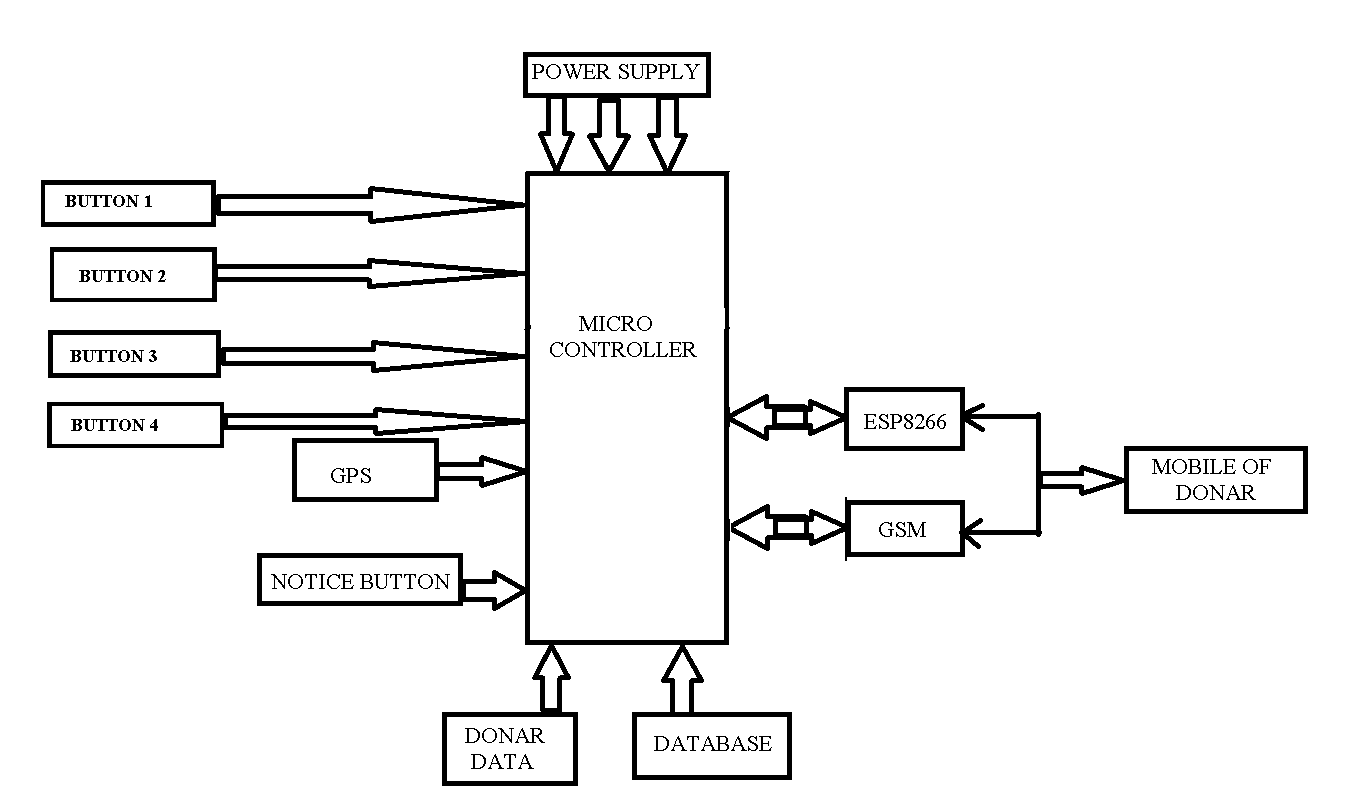 POWER SUPPLY
BUTTON 1
BUTTON 2
BUTTON 3
BUTTON 4
GPS
NOTICE BUTTON
MICRO
CONTROLLER
ESP8266
GSM
MOBILE OF
DONAR
DONAR
DATA
DATABASE